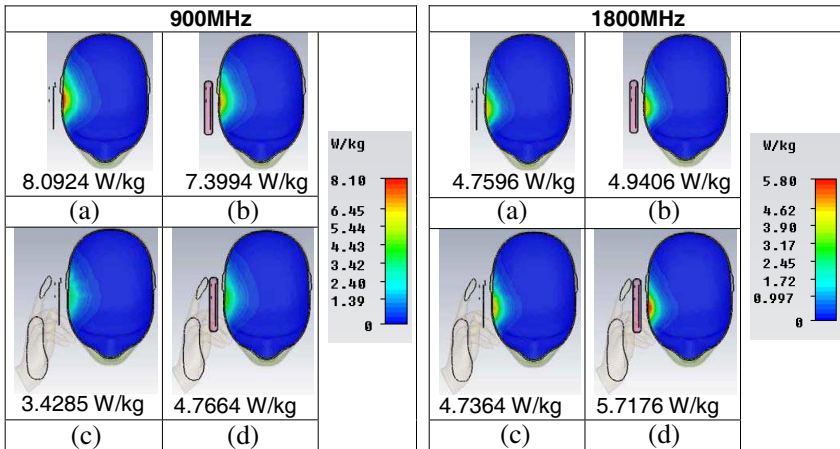 900MHz
8.0924 W/kg
7.3994 W/kg
(a)
(b)
3.4285 W/kg
4.7664 W/kg
(c)
(d)
W/kg
8.10
6.45
5.44
4.43
3.42
2.40
1.39
0
1800MHz
4.7596 W/kg
4.9406 W/kg
(a)
(b)
4.7364 W/kg
5.7176 W/kg
(c)
(d)
W/kg
5.80
4.62
3.90
3.17
2.45
1.72
0.997
0